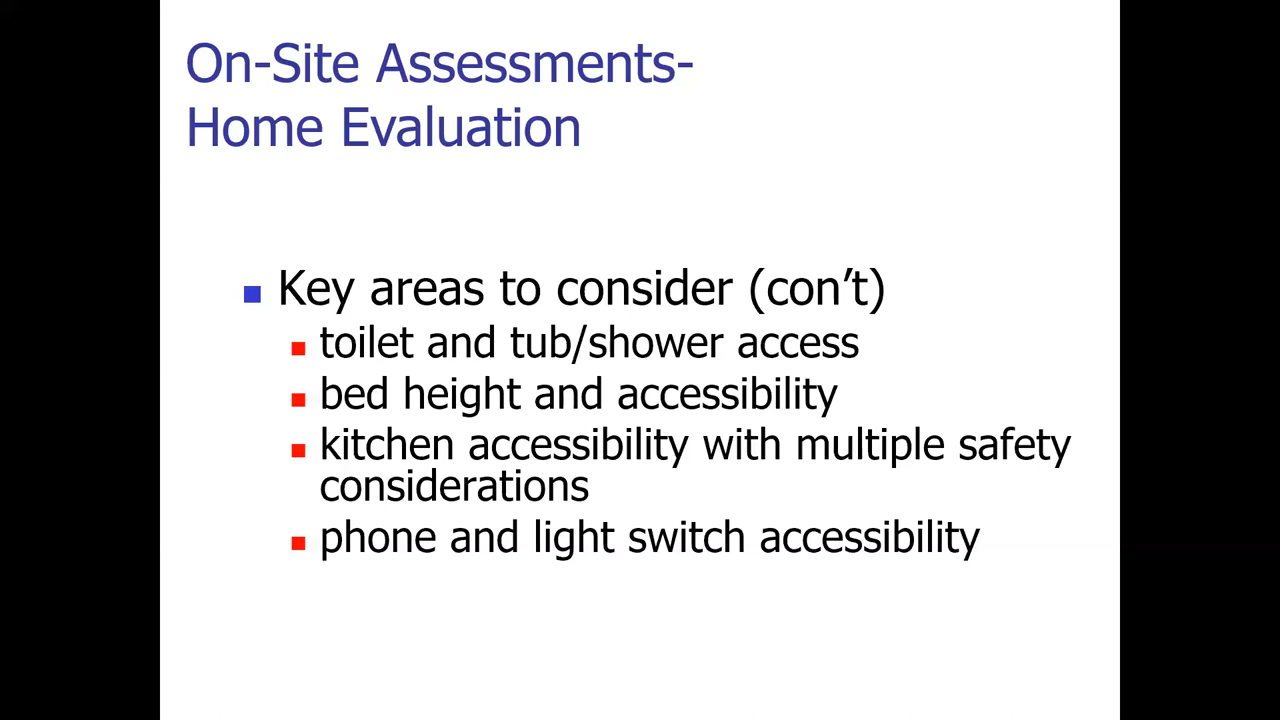 On-Site Assessments-
Home Evaluation
Key areas to consider (con’t)
toilet and tub/shower access
bed height and accessibility
kitchen accessibility with multiple safety
considerations
phone and light switch accessibility